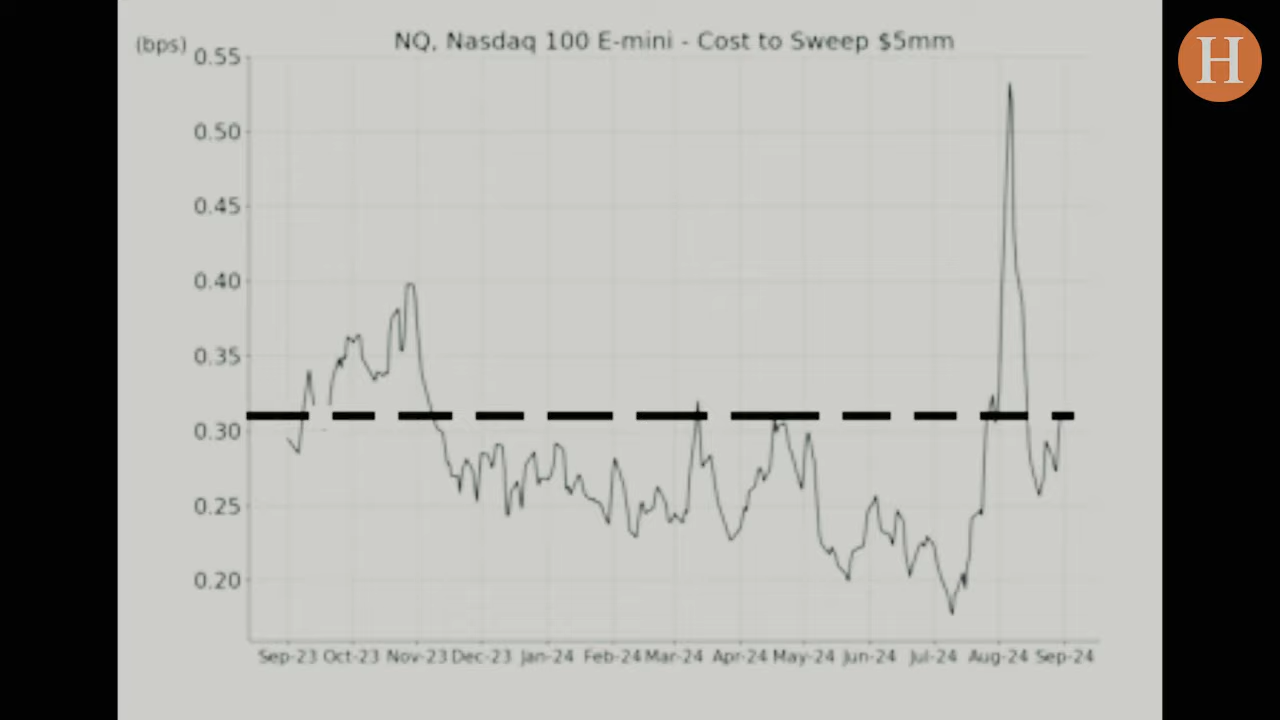 H
(bps)
NQ, Nasdaq 100 E-mini - Cost to Sweep $5mm
0.55
0.50
0.45
0.40
0.35
0.30
0.25
0.20
Sep-23 Oct-23 Nov-23 Dec-23 Jan-24 Feb-24 Mar-24 Apr-24 May-24 Jun-24 Jul-24 Aug-24 Sep-24